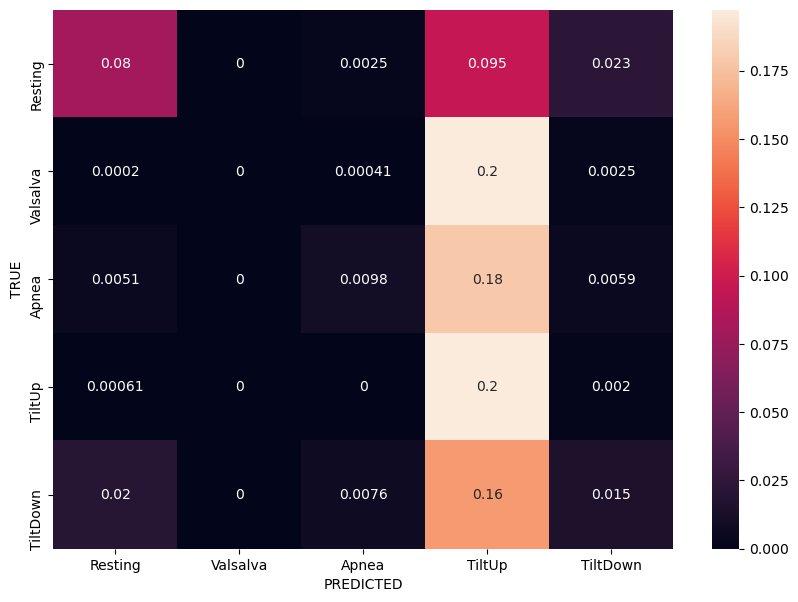 Resting 0.08 0 0.0025 0.095 0.023
Valsalva 0.0002 0 0.00041 0.2 0.0025
Apnea 0.0051 0 0.0098 0.18 0.0059
TiltUp 0.00061 0 0 0.2 0.002
TiltDown 0.02 0 0.0076 0.16 0.015
TRUE
Resting Valsalva Apnea TiltUp TiltDown
PREDICTED
0.175
0.150
0.125
0.100
0.075
0.050
0.025
0.000